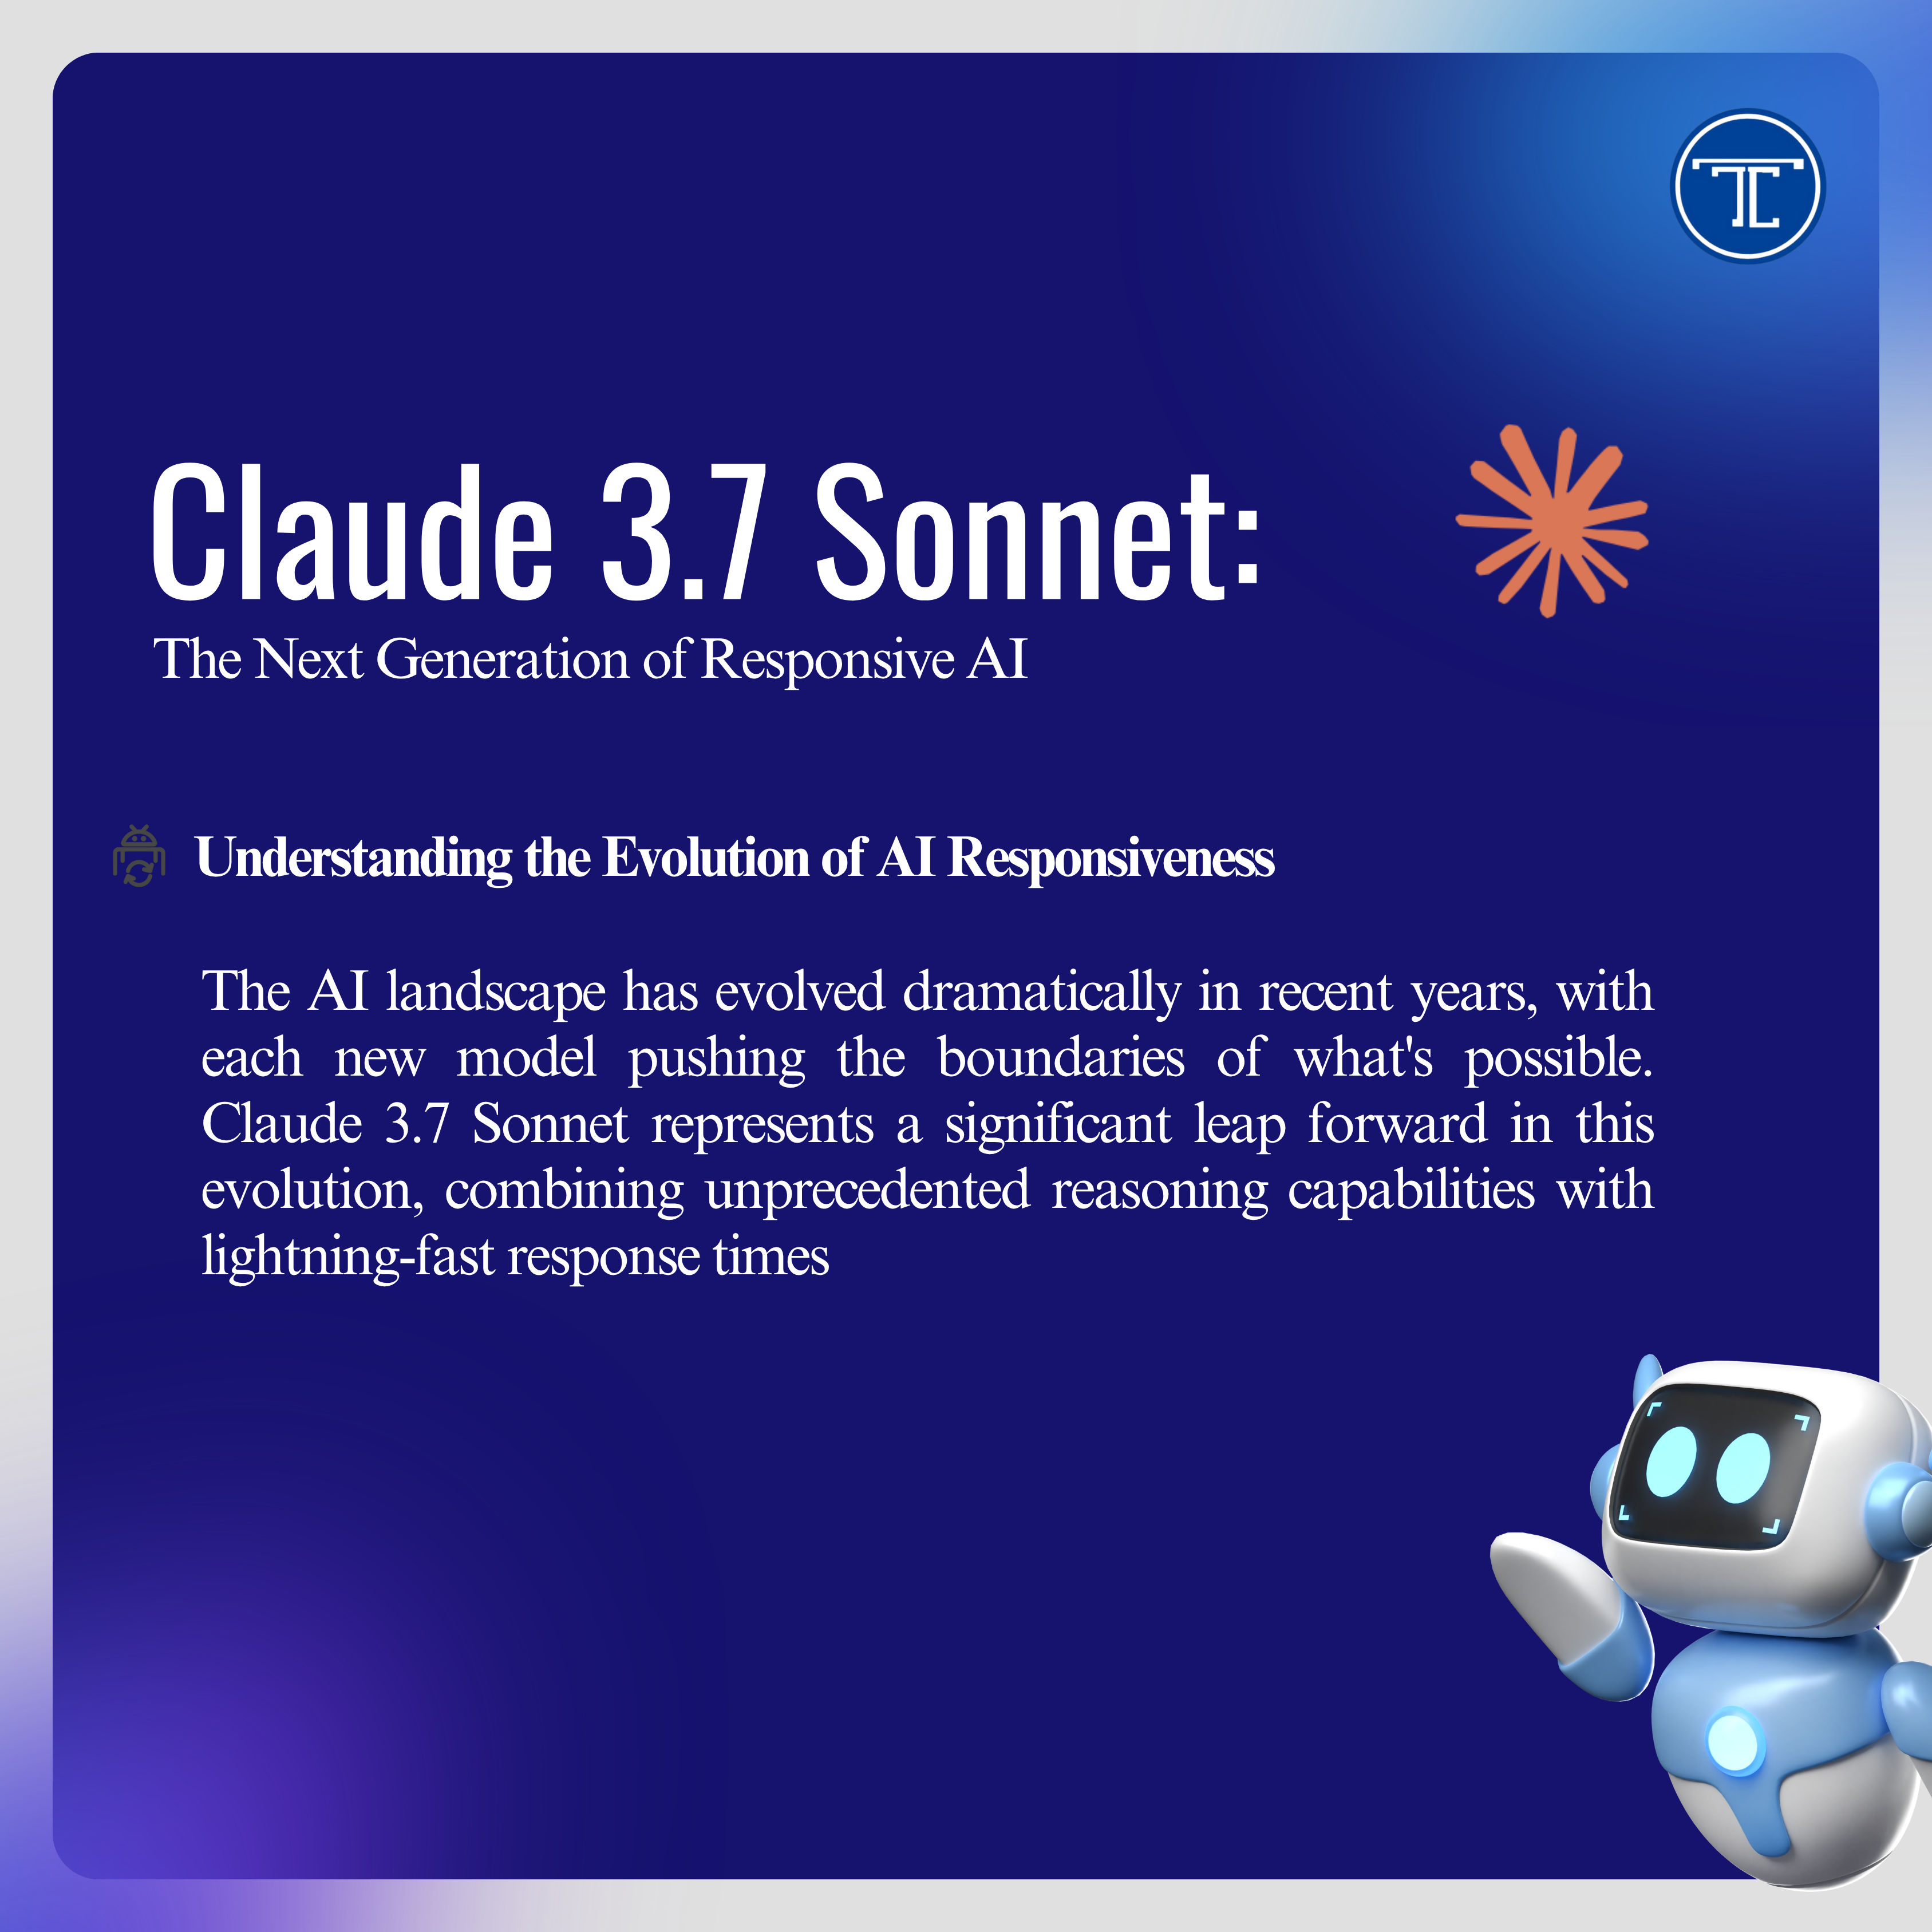 TC
Claude 3.7 Sonnet:
The Next Generation of Responsive AI
Understanding the Evolution of AI Responsiveness
The AI landscape has evolved dramatically in recent years, with
each new model pushing the boundaries of what's possible.
Claude 3.7 Sonnet represents a significant leap forward in this
evolution, combining unprecedented reasoning capabilities with
lightning-fast response times